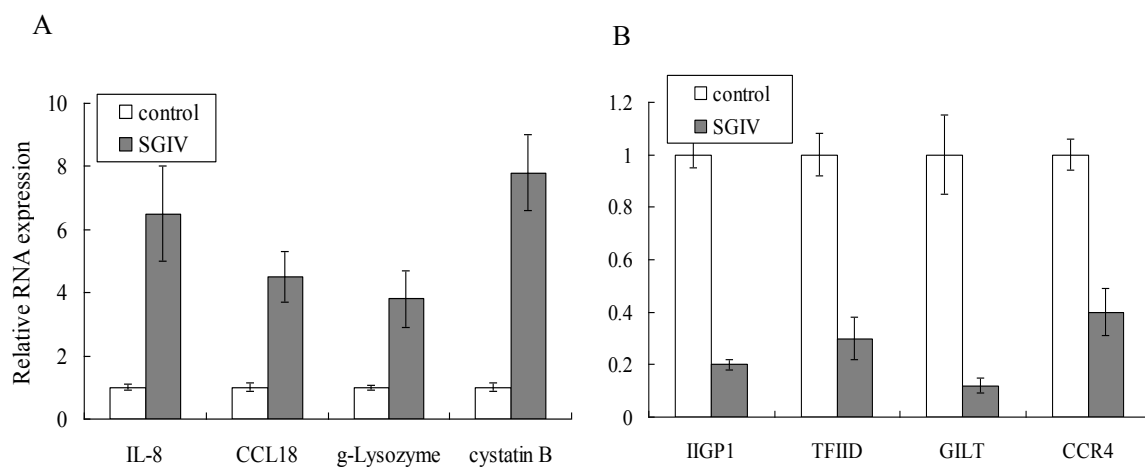 A
control
SGIV
Relative RNA expression
10
8
6
4
2
0
IL-8 CCL18 g-Lysozyme cystatin B
B
control
SGIV
1.2
1
0.8
0.6
0.4
0.2
0
IIGP1 TFIID GILT CCR4